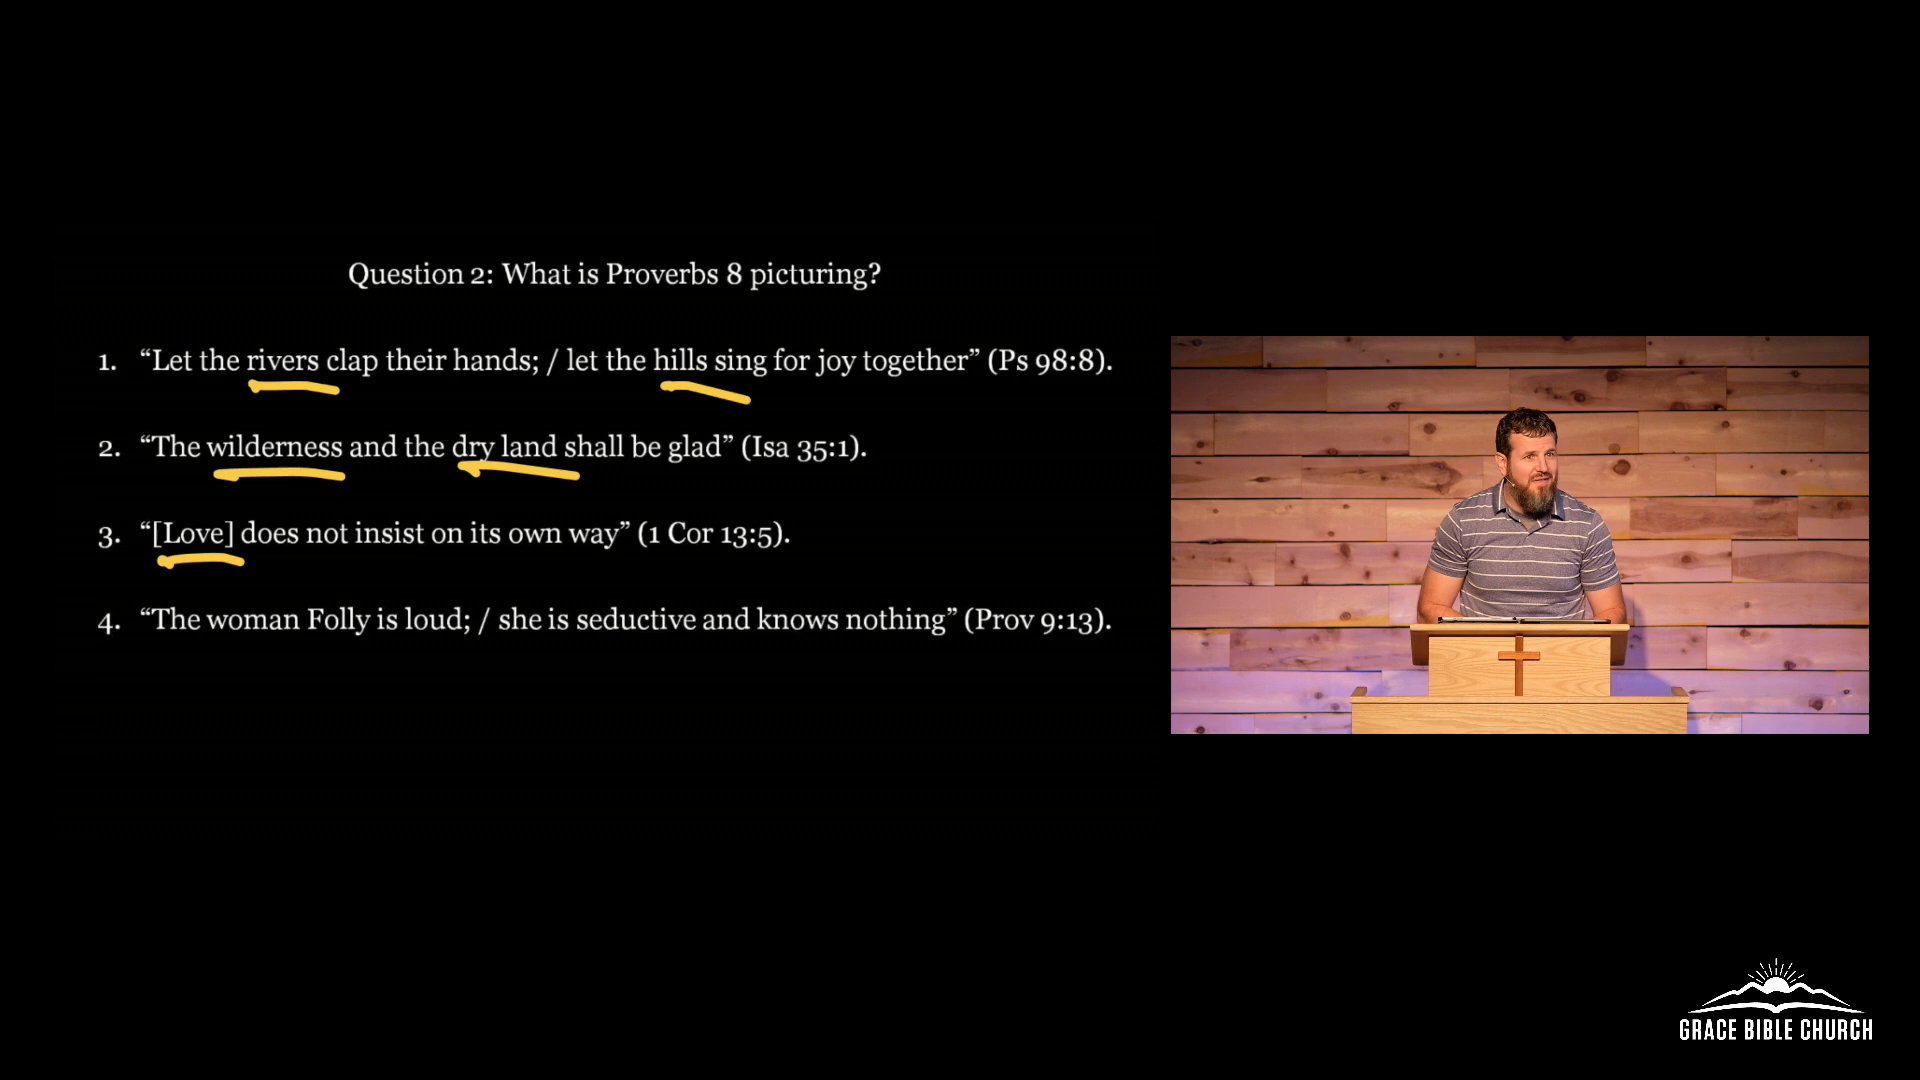 Question 2: What is Proverbs 8 picturing?
1. “Let the rivers clap their hands; / let the hills sing for joy together” (Ps 98:8).
2. “The wilderness and the dry land shall be glad” (Isa 35:1).
3. “[Love] does not insist on its own way” (1 Cor 13:5).
4. “The woman Folly is loud; / she is seductive and knows nothing” (Prov 9:13).
GRACE BIBLE CHURCH